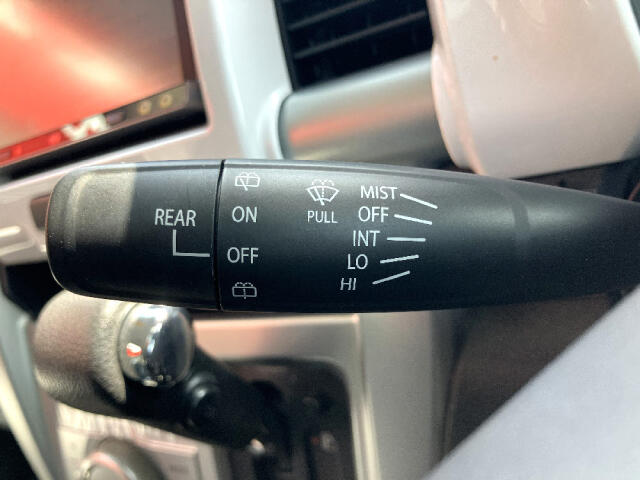 REAR
ON
OFF
PULL
MIST
OFF
INT
LO
HI